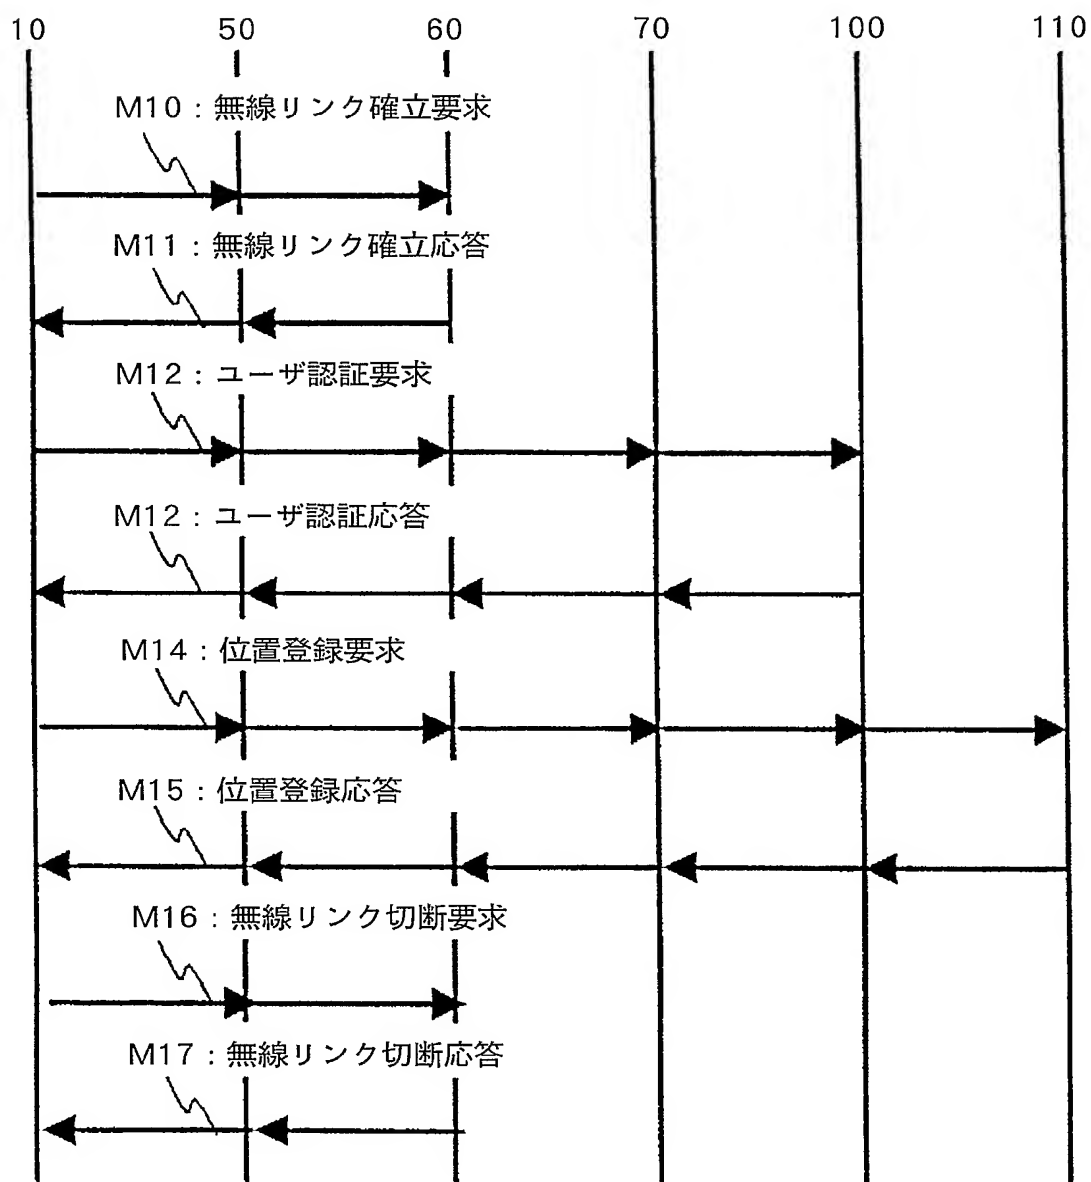 10 50 60 70 100 110
M10：無線リンク確立要求
M11：無線リンク確立応答
M12：ユーザ認証要求
M12：ユーザ認証応答
M14：位置登録要求
M15：位置登録応答
M16：無線リンク切断要求
M17：無線リンク切断応答